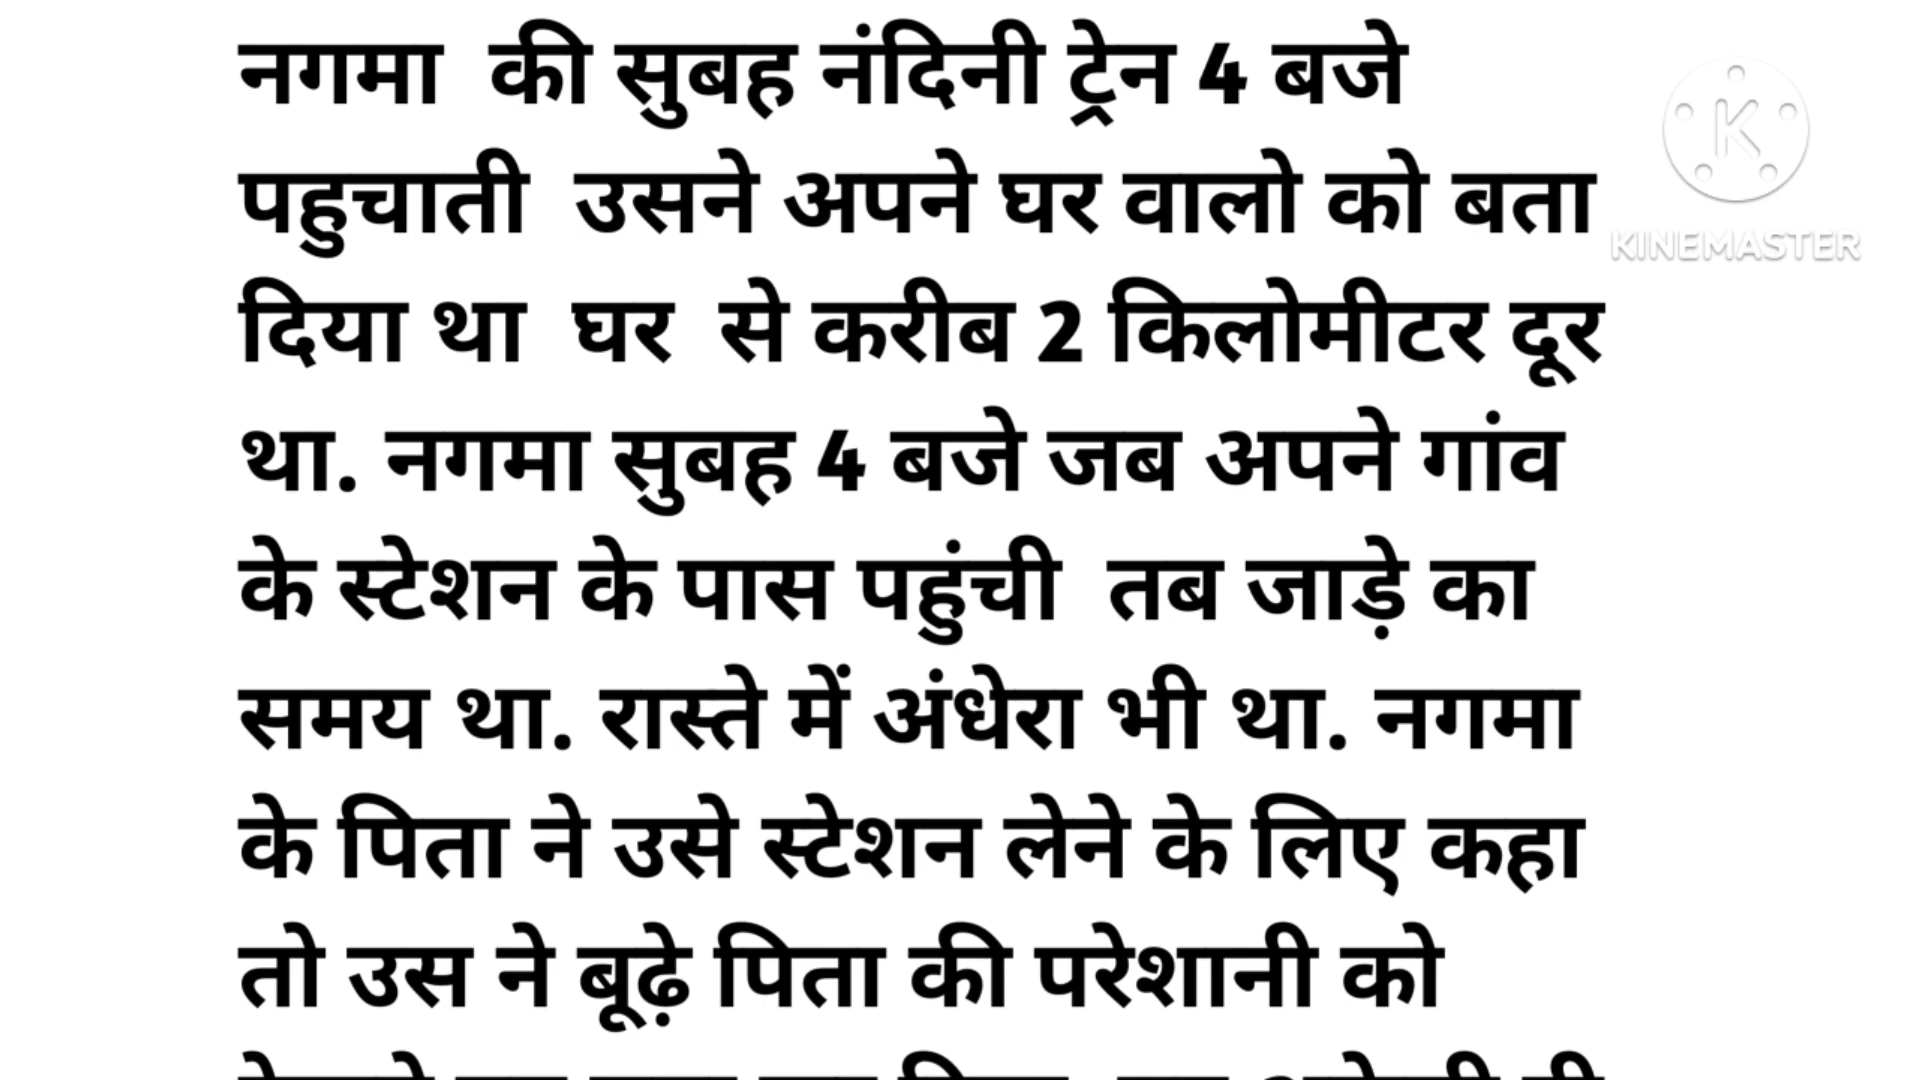 नगमा  की सुबह नंदिनी ट्रेन 4 बजे
पहुचाती  उसने अपने घर वालो को बता
दिया था  घर  से करीब 2 किलोमीटर दूर
था. नगमा सुबह 4 बजे जब अपने गांव
के स्टेशन के पास पहुंची  तब जाड़े का
समय था. रास्ते में अंधेरा भी था. नगमा
के पिता ने उसे स्टेशन लेने के लिए कहा
तो उस ने बूढ़े पिता की परेशानी को
K
KINEMASTER